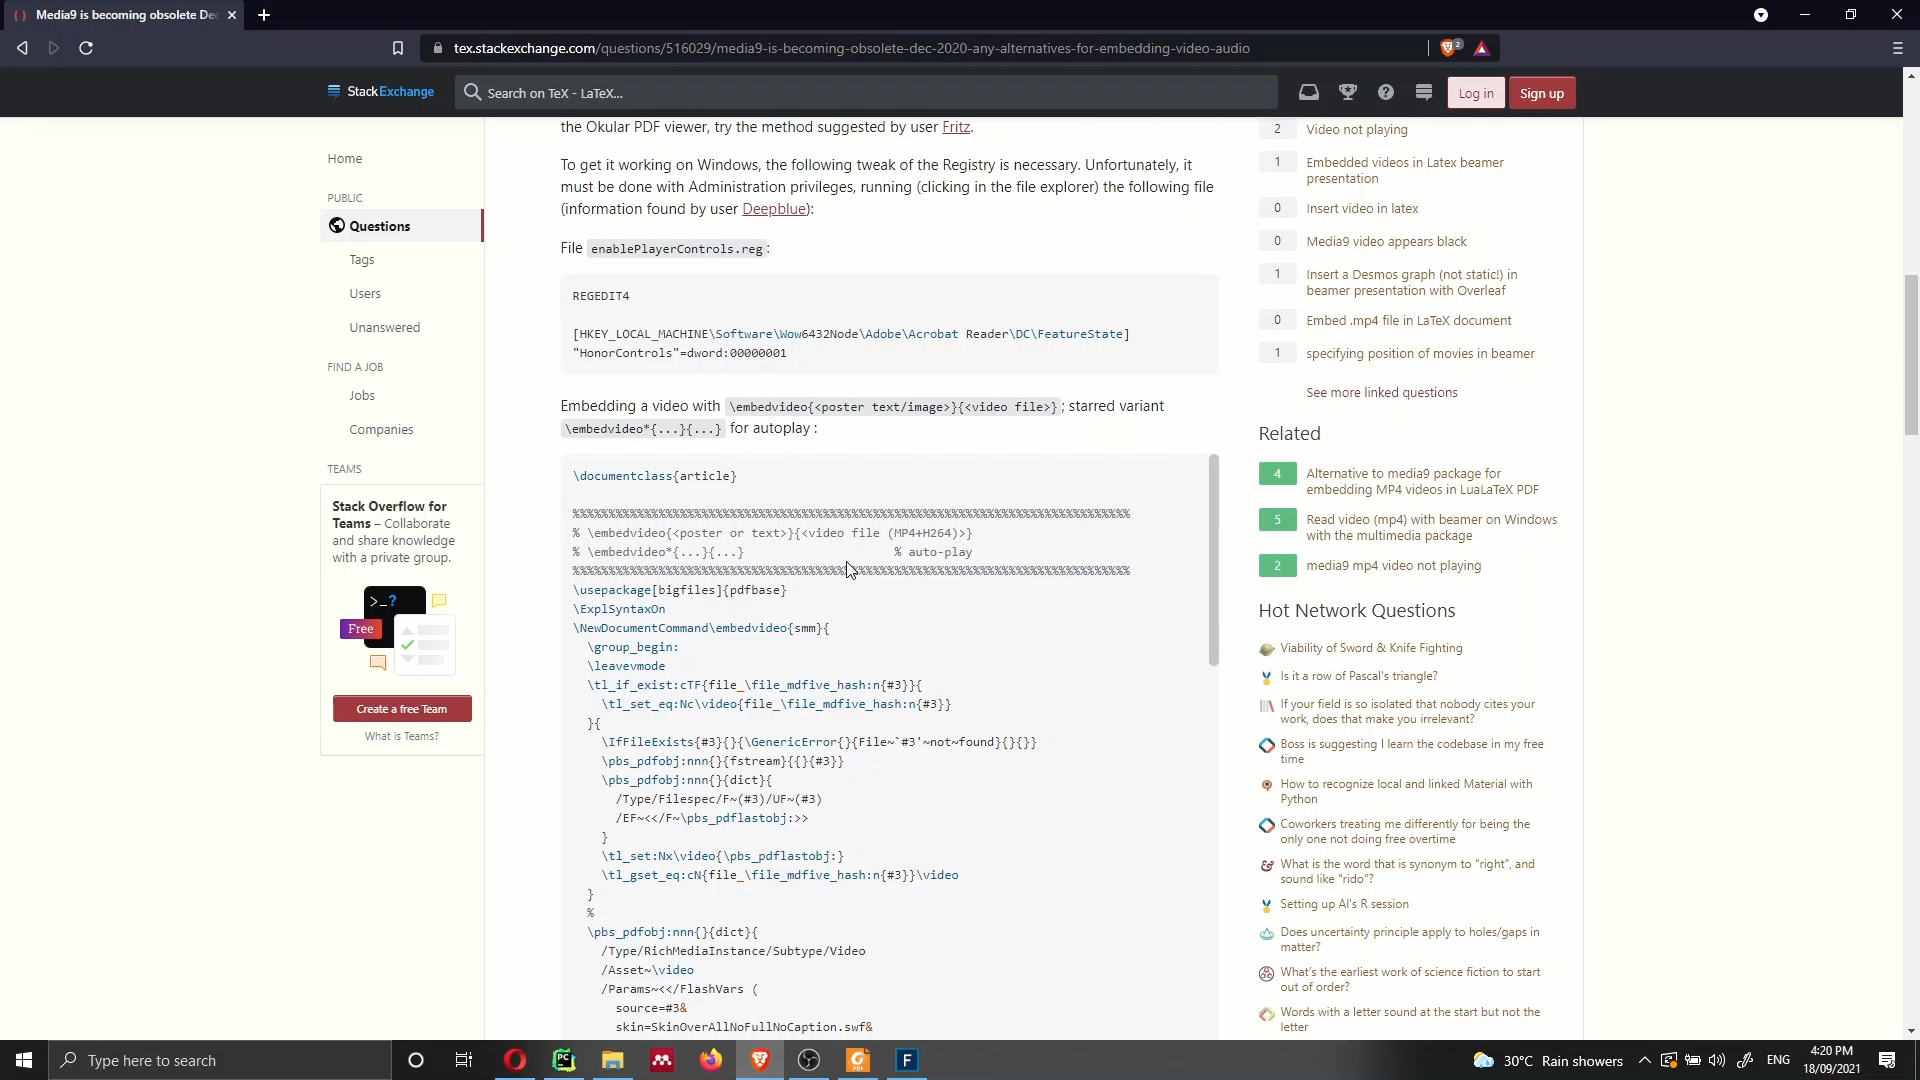 Media9 is becoming obsolete De
tex.stackexchange.com/questions/516029/media9-is-becoming-obsolete-dec-2020-any-alternatives-for-embedding-video-audio
2
StackExchange
Search on TeX - LaTeX...
Log in
Sign up
Home
PUBLIC
Questions
Tags
Users
Unanswered
FIND A JOB
Jobs
Companies
TEAMS
Stack Overflow for
Teams – Collaborate
and share knowledge
with a private group.
>_?
Free
Create a free Team
What is Teams?
the Okular PDF viewer, try the method suggested by user Fritz.
To get it working on Windows, the following tweak of the Registry is necessary. Unfortunately, it
must be done with Administration privileges, running (clicking in the file explorer) the following file
(information found by user Deepblue):
File enablePlayerControls.reg:
REGEDIT4
[HKEY_LOCAL_MACHINE\Software\Wow6432Node\Adobe\Acrobat Reader\DC\FeatureState]
"HonorControls"=dword:00000001
Embedding a video with \embedvideo{<poster text/image>}{<video file>}; starred variant
\embedvideo*{...}{...} for autoplay :
\documentclass{article}
%%%%%%%%%%%%%%%%%%%%%%%%%%%%%%%%%%%%%%%%%%%%%%%%%%%%%%%%%%%%%%%%%%%%%%%%%%%%%%%%
% \embedvideo{<poster or text>}{<video file (MP4+H264)>}
% \embedvideo*{...}{...} % auto-play
%%%%%%%%%%%%%%%%%%%%%%%%%%%%%%%%%%%%%%%%%%%%%%%%%%%%%%%%%%%%%%%%%%%%%%%%%%%%%%%%
\usepackage[bigfiles]{pdfbase}
\ExplSyntaxOn
\NewDocumentCommand\embedvideo{smm}{
\group_begin:
\leavevmode
\tl_if_exist:cTF{file_\file_mdfive_hash:n{#3}}{
\tl_set_eq:Nc\video{file_\file_mdfive_hash:n{#3}}
}{
\IfFileExists{#3}{}{\GenericError{}{File~`#3'~not~found}{}{}}
\pbs_pdfobj:nnn{}{fstream}{{}{#3}}
\pbs_pdfobj:nnn{}{dict}{
/Type/Filespec/F~(#3)/UF~(#3)
/EF~<</F~\pbs_pdflastobj:>>
}
\tl_set:Nx\video{\pbs_pdflastobj:}
\tl_gset_eq:cN{file_\file_mdfive_hash:n{#3}}\video
}
%
\pbs_pdfobj:nnn{}{dict}{
/Type/RichMediaInstance/Subtype/Video
/Asset~\video
/Params~<</FlashVars (
source=#3&
skin=SkinOverAllNoFullNoCaption.swf&
2 Video not playing
1 Embedded videos in Latex beamer
presentation
0 Insert video in latex
0 Media9 video appears black
1 Insert a Desmos graph (not static!) in
beamer presentation with Overleaf
0 Embed .mp4 file in LaTeX document
1 specifying position of movies in beamer
See more linked questions
Related
4 Alternative to media9 package for
embedding MP4 videos in LuaLaTeX PDF
5 Read video (mp4) with beamer on Windows
with the multimedia package
2 media9 mp4 video not playing
Hot Network Questions
Viability of Sword & Knife Fighting
Is it a row of Pascal's triangle?
If your field is so isolated that nobody cites your
work, does that make you irrelevant?
Boss is suggesting I learn the codebase in my free
time
How to recognize local and linked Material with
Python
Coworkers treating me differently for being the
only one not doing free overtime
What is the word that is synonym to "right", and
sound like "rido"?
Setting up Al's R session
Does uncertainty principle apply to holes/gaps in
matter?
What's the earliest work of science fiction to start
out of order?
Words with a letter sound at the start but not the
letter
Type here to search
PC
F
30°C Rain showers
ENG
4:20 PM
18/09/2021